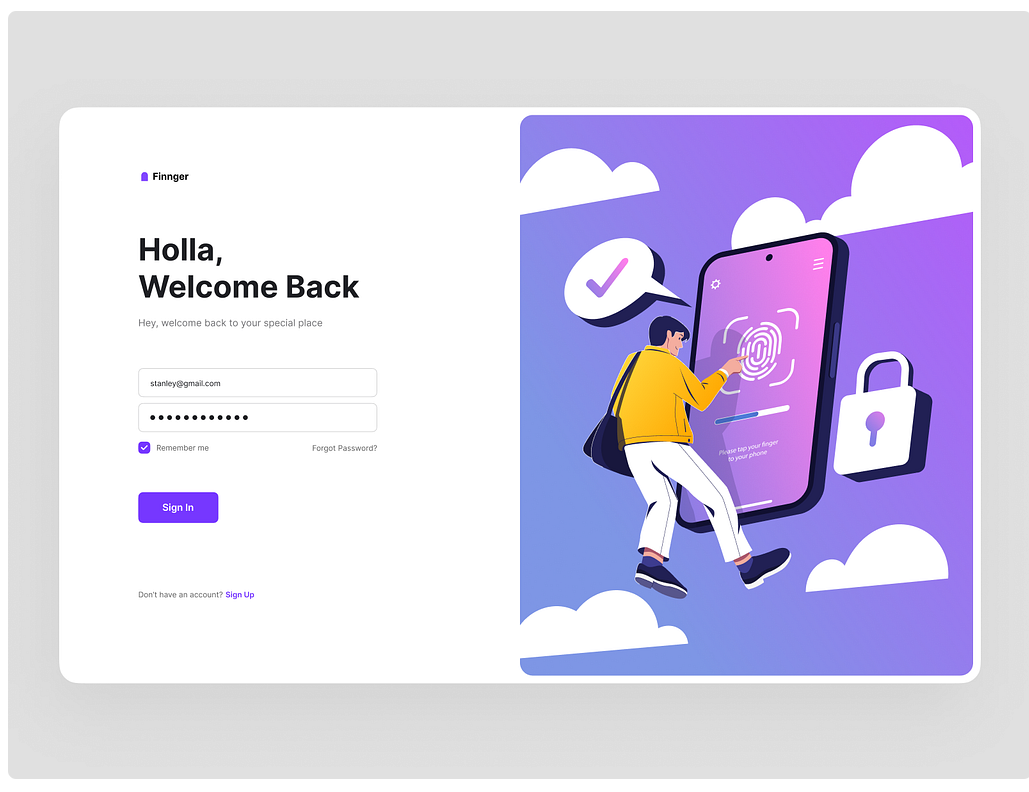 Finnger
Holla,
Welcome Back
Hey, welcome back to your special place
stanley@gmail.com
Remember me
Forgot Password?
Sign In
Don't have an account? Sign Up
Please tap your finger
to your phone